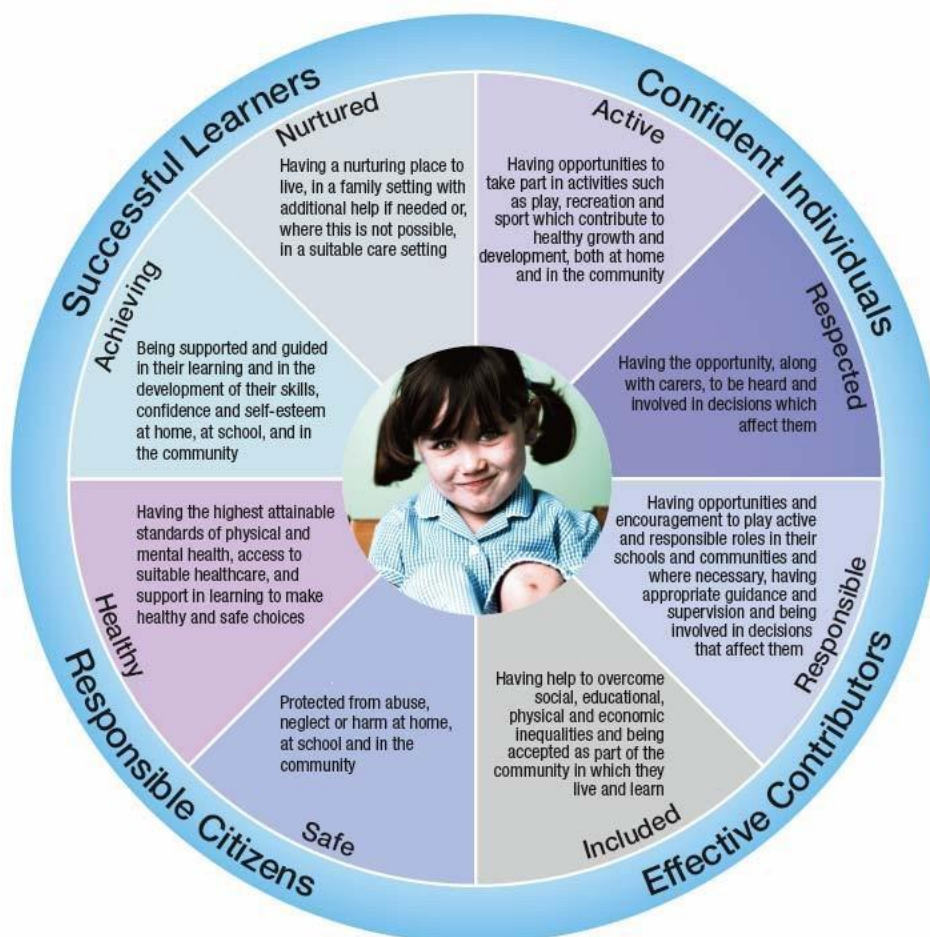 Successful Learners
Confident Individuals
Nurtured
Having a nurturing place to
live, in a family setting with
additional help if needed or,
where this is not possible,
in a suitable care setting
Active
Having opportunities to
take part in activities such
as play, recreation and
sport which contribute to
healthy growth and
development, both at home
and in the community
Achieving
Being supported and guided
in their learning and in the
development of their skills,
confidence and self-esteem
at home, at school, and in
the community
Respected
Having the opportunity, along
with carers, to be heard and
involved in decisions which
affect them
Healthy
Having the highest attainable
standards of physical and
mental health, access to
suitable healthcare, and
support in learning to make
healthy and safe choices
Responsible
Having opportunities and
encouragement to play active
and responsible roles in their
schools and communities and
where necessary, having
appropriate guidance and
supervision and being
involved in decisions
that affect them
Safe
Protected from abuse,
neglect or harm at home,
at school and in the
community
Included
Having help to overcome
social, educational,
physical and economic
inequalities and being
accepted as part of the
community in which they
live and learn
Responsible Citizens
Effective Contributors